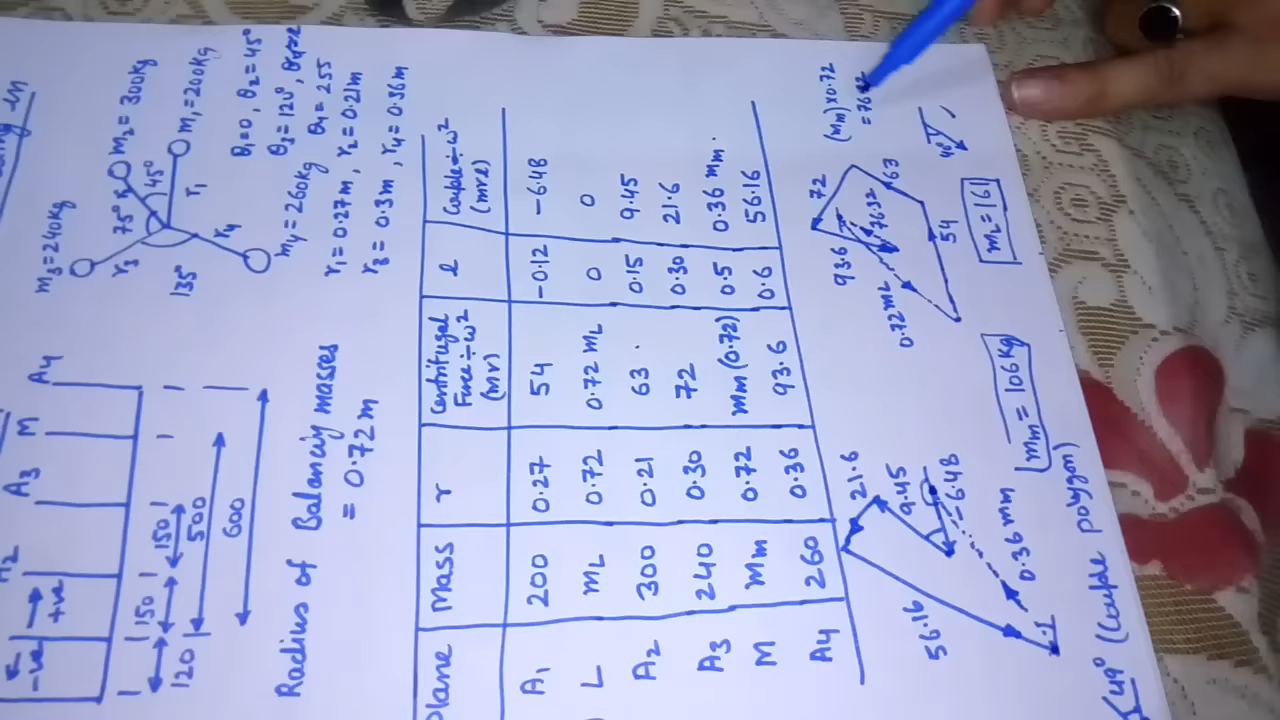 m3 = 240kg
m2 = 300kg
m1 = 200kg
75°
45°
r3
r1
135°
r4
m4 = 260kg
θ1 = 0, θ2 = 45°
θ3 = 120°
θ4 = 255
r1 = 0.27m, r2 = 0.21m
r3 = 0.3m, r4 = 0.36m
A2 A3 M A4
-ve +ve
120 150 150
500
600
Radius of Balancing masses
= 0.72m
Plane Mass r Centrifugal Force ÷ ω² (mr) l Couple ÷ ω² (mrl)
A1 200 0.27 54 -0.12 -6.48
L mL 0.72 0.72 mL 0 0
A2 300 0.21 63 0.15 9.45
A3 240 0.30 72 0.30 21.6
M Mm 0.72 mm (0.72) 0.5 0.36 mm
A4 260 0.36 93.6 0.6 56.16
21.6
9.45
-6.48
56.16
0.36 mm
mm = 106kg
49° (Couple polygon)
(mm) x 0.72
72
63
76.32
93.6
54
0.72 mL
40°
mL = 161